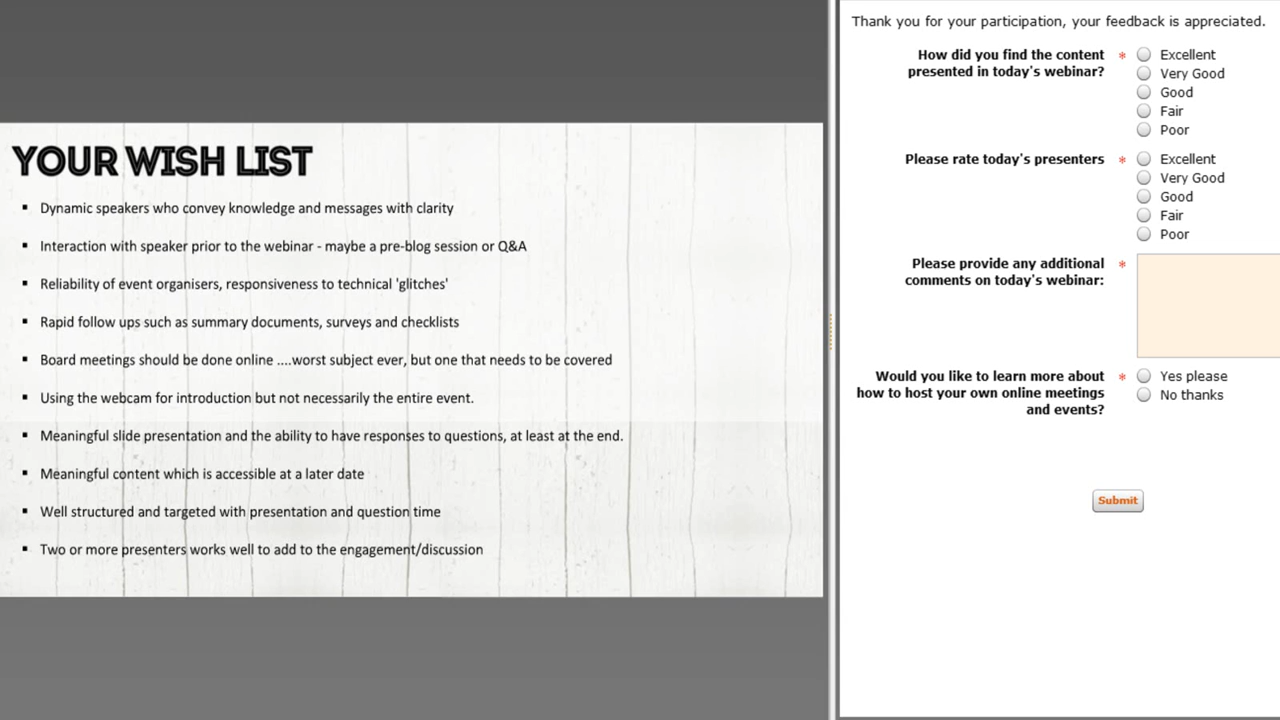 YOUR WISH LIST
▪ Dynamic speakers who convey knowledge and messages with clarity
▪ Interaction with speaker prior to the webinar - maybe a pre-blog session or Q&A
▪ Reliability of event organisers, responsiveness to technical 'glitches'
▪ Rapid follow ups such as summary documents, surveys and checklists
▪ Board meetings should be done online ....worst subject ever, but one that needs to be covered
▪ Using the webcam for introduction but not necessarily the entire event.
▪ Meaningful slide presentation and the ability to have responses to questions, at least at the end.
▪ Meaningful content which is accessible at a later date
▪ Well structured and targeted with presentation and question time
▪ Two or more presenters works well to add to the engagement/discussion
Thank you for your participation, your feedback is appreciated.
How did you find the content
presented in today's webinar?
*
Excellent
Very Good
Good
Fair
Poor
Please rate today's presenters *
Excellent
Very Good
Good
Fair
Poor
Please provide any additional
comments on today's webinar:
*
Would you like to learn more about
how to host your own online meetings
and events?
*
Yes please
No thanks
Submit